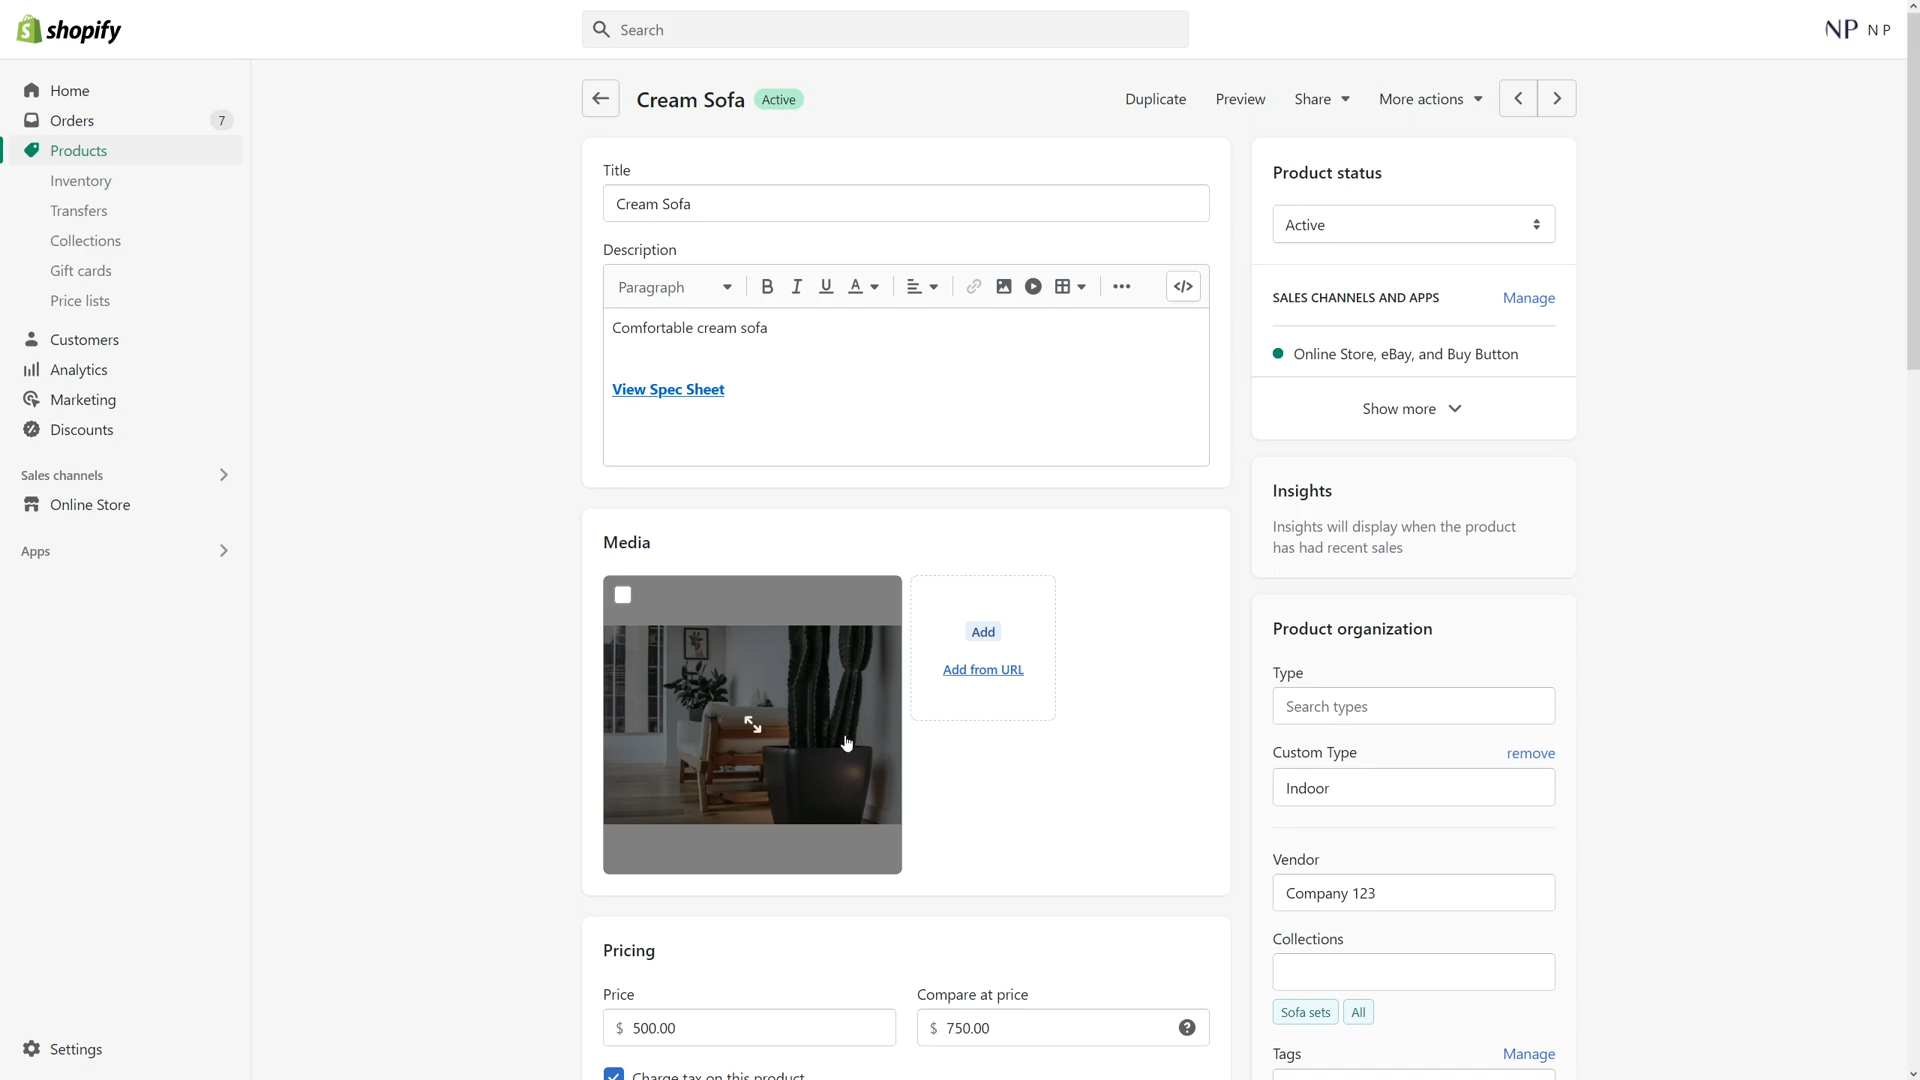 shopify
Search
NP N P
Home
Orders 7
Products
Inventory
Transfers
Collections
Gift cards
Price lists
Customers
Analytics
Marketing
Discounts
Sales channels
Online Store
Apps
Settings
Cream Sofa Active
Duplicate Preview Share More actions
Title
Cream Sofa
Description
Paragraph B I U A </>
Comfortable cream sofa
View Spec Sheet
Media
Add
Add from URL
Pricing
Price Compare at price
$ 500.00 $ 750.00 ?
Charge tax on this product
Product status
Active
SALES CHANNELS AND APPS Manage
Online Store, eBay, and Buy Button
Show more
Insights
Insights will display when the product
has had recent sales
Product organization
Type
Search types
Custom Type remove
Indoor
Vendor
Company 123
Collections
Sofa sets All
Tags Manage